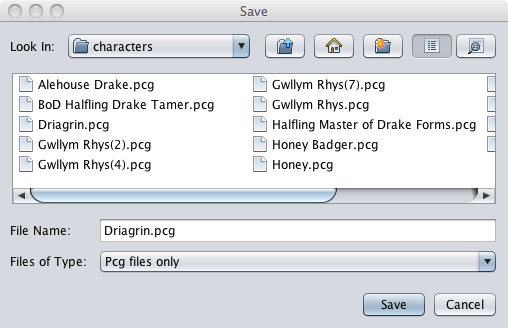 Save
Look In: characters
Alehouse Drake.pcg
BoD Halfling Drake Tamer.pcg
Driagrin.pcg
Gwllym Rhys(2).pcg
Gwllym Rhys(4).pcg
Gwllym Rhys(7).pcg
Gwllym Rhys.pcg
Halfling Master of Drake Forms.pcg
Honey Badger.pcg
Honey.pcg
File Name: Driagrin.pcg
Files of Type: Pcg files only
Save Cancel